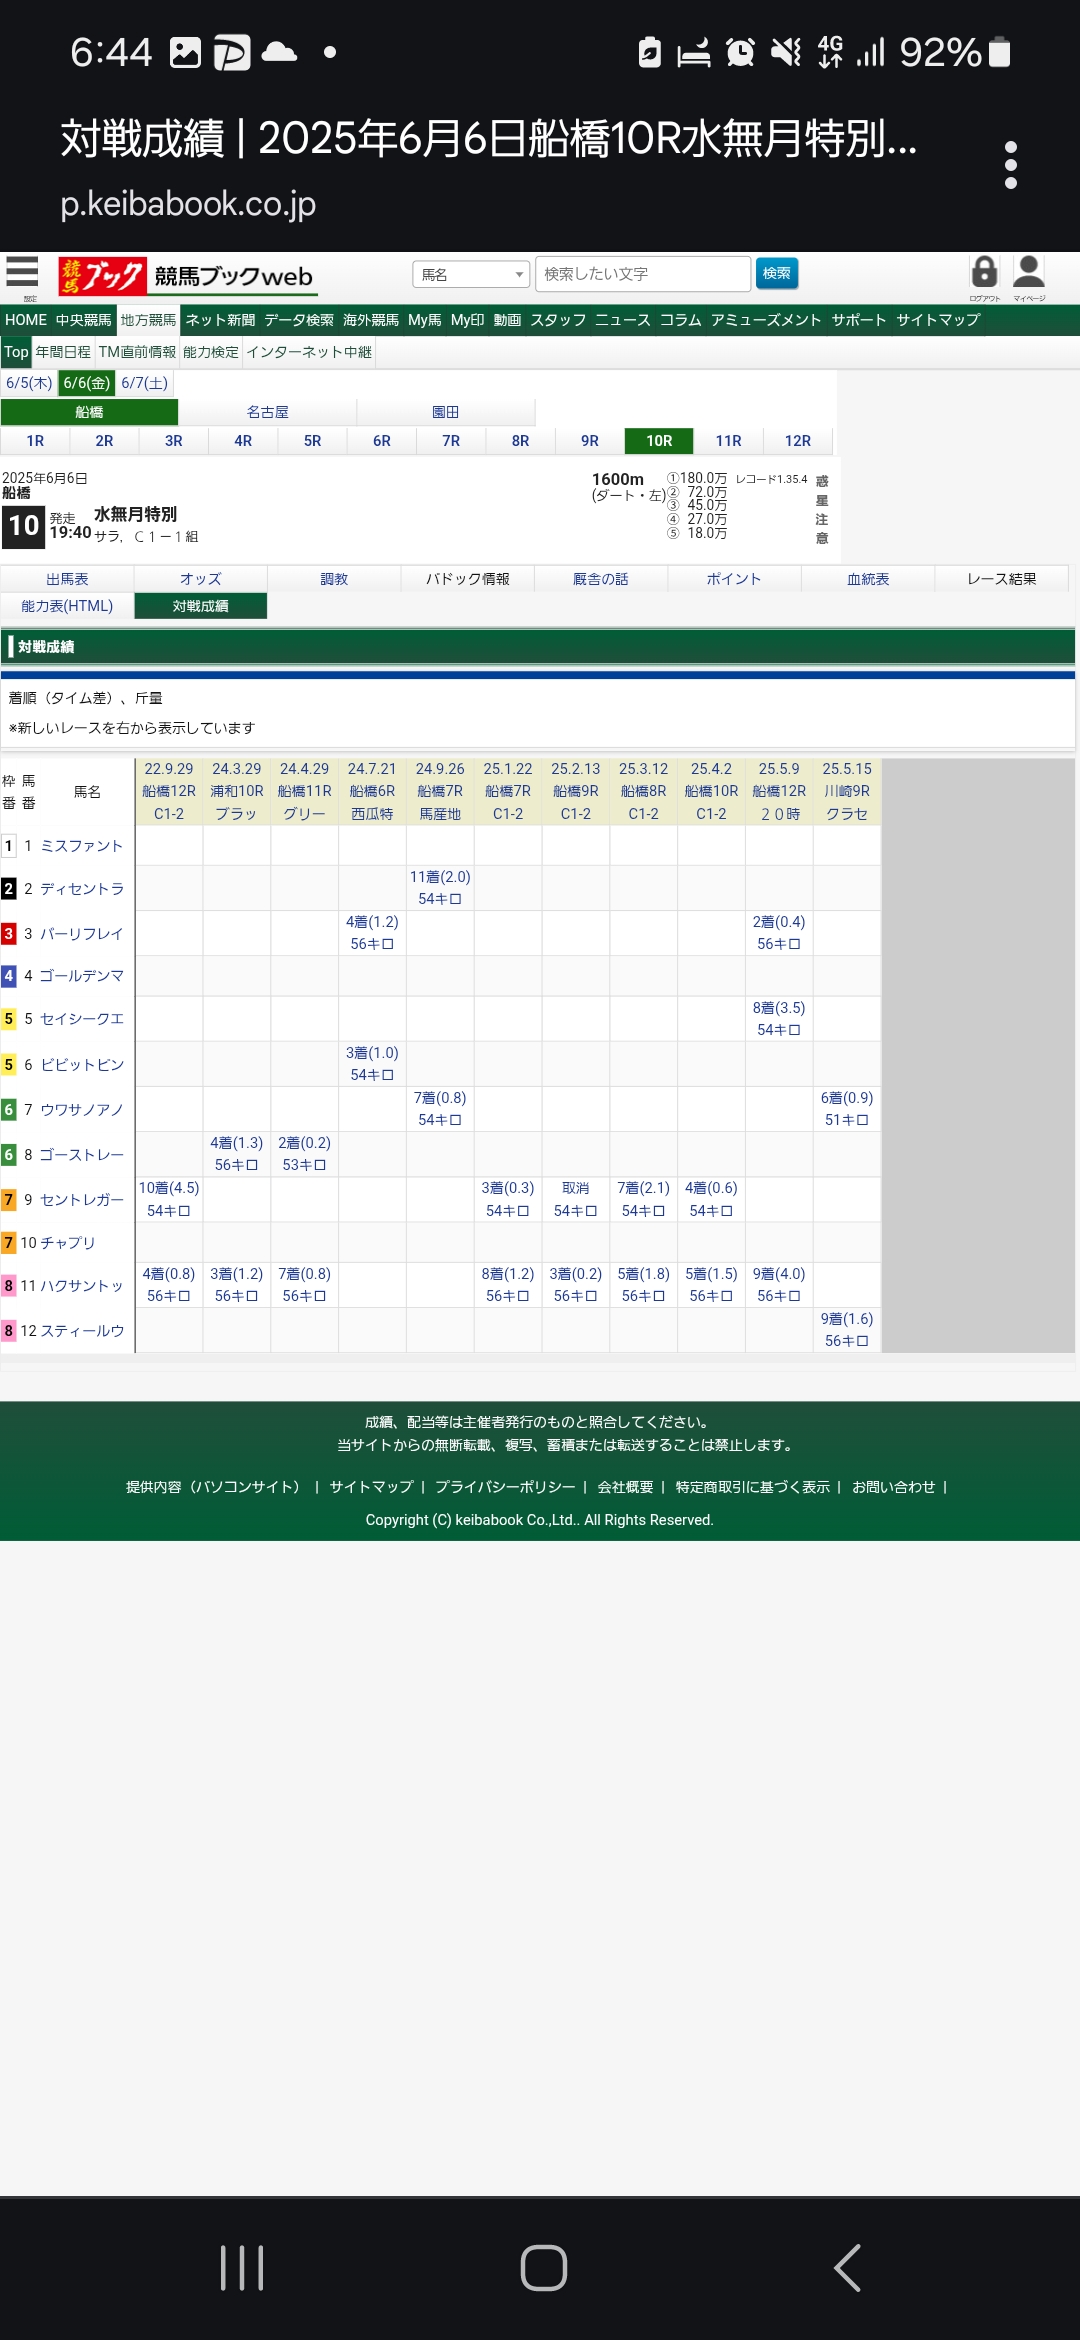 6:44 4G 92%
対戦成績 | 2025年6月6日船橋10R水無月特別...
p.keibabook.co.jp
設定 競馬ブック 競馬ブックweb 馬名 検索したい文字 検索 ログアウト マイページ
HOME 中央競馬 地方競馬 ネット新聞 データ検索 海外競馬 My馬 My印 動画 スタッフ ニュース コラム アミューズメント サポート サイトマップ
Top 年間日程 TM直前情報 能力検定 インターネット中継
6/5(木) 6/6(金) 6/7(土)
船橋 名古屋 園田
1R 2R 3R 4R 5R 6R 7R 8R 9R 10R 11R 12R
2025年6月6日
船橋
10 発走 19:40 水無月特別
サラ, C1-1組
1600m
(ダート・左)
①180.0万
② 72.0万
③ 45.0万
④ 27.0万
⑤ 18.0万
レコード1.35.4
惑
星
注
意
出馬表 オッズ 調教 パドック情報 厩舎の話 ポイント 血統表 レース結果
能力表(HTML) 対戦成績
対戦成績
着順（タイム差）、斤量
※新しいレースを右から表示しています
枠番 馬番 馬名
22.9.29 24.3.29 24.4.29 24.7.21 24.9.26 25.1.22 25.2.13 25.3.12 25.4.2 25.5.9 25.5.15
船橋12R 浦和10R 船橋11R 船橋6R 船橋7R 船橋7R 船橋9R 船橋8R 船橋10R 船橋12R 川崎9R
C1-2 ブラッ グリー 西瓜特 馬産地 C1-2 C1-2 C1-2 C1-2 ２０時 クラセ
1 1 ミスファント
2 2 ディセントラ 11着(2.0) 54キロ
3 3 バーリフレイ 4着(1.2) 56キロ 2着(0.4) 56キロ
4 4 ゴールデンマ
5 5 セイシークエ 8着(3.5) 54キロ
5 6 ビビットビン 3着(1.0) 54キロ
6 7 ウワサノアノ 7着(0.8) 54キロ 6着(0.9) 51キロ
6 8 ゴーストレー 4着(1.3) 56キロ 2着(0.2) 53キロ
7 9 セントレガー 10着(4.5) 54キロ 3着(0.3) 54キロ 取消 54キロ 7着(2.1) 54キロ 4着(0.6) 54キロ
7 10 チャプリ
8 11 ハクサントッ 4着(0.8) 56キロ 3着(1.2) 56キロ 7着(0.8) 56キロ 8着(1.2) 56キロ 3着(0.2) 56キロ 5着(1.8) 56キロ 5着(1.5) 56キロ 9着(4.0) 56キロ
8 12 スティールウ 9着(1.6) 56キロ
成績、配当等は主催者発行のものと照合してください。
当サイトからの無断転載、複写、蓄積または転送することは禁止します。
提供内容（パソコンサイト） | サイトマップ | プライバシーポリシー | 会社概要 | 特定商取引に基づく表示 | お問い合わせ |
Copyright (C) keibabook Co.,Ltd.. All Rights Reserved.